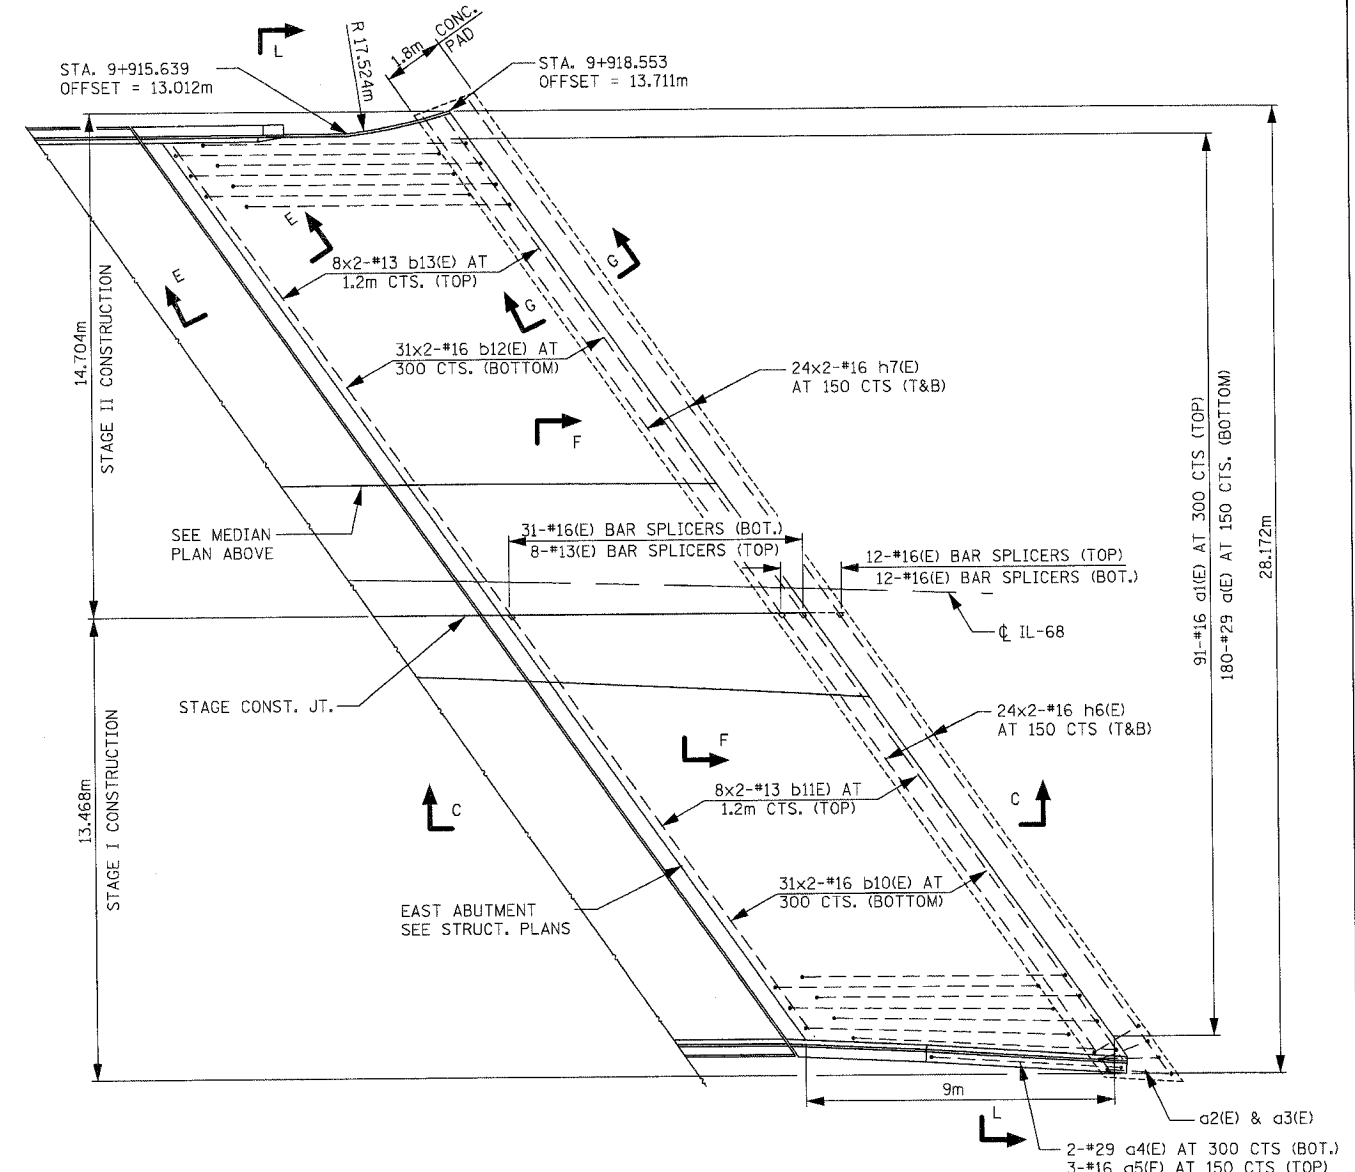 L
R 17.524m
1.8m
CONC.
PAD
STA. 9+915.639
OFFSET = 13.012m
STA. 9+918.553
OFFSET = 13.711m
E
E
G
G
8x2-#13 b13(E) AT
1.2m CTS. (TOP)
31x2-#16 b12(E) AT
300 CTS. (BOTTOM)
24x2-#16 h7(E)
AT 150 CTS (T&B)
14.704m
STAGE II CONSTRUCTION
F
SEE MEDIAN
PLAN ABOVE
31-#16(E) BAR SPLICERS (BOT.)
8-#13(E) BAR SPLICERS (TOP)
12-#16(E) BAR SPLICERS (TOP)
12-#16(E) BAR SPLICERS (BOT.)
91-#16 a1(E) AT 300 CTS (TOP)
180-#29 a(E) AT 150 CTS. (BOTTOM)
28.172m
℄ IL-68
STAGE CONST. JT.
24x2-#16 h6(E)
AT 150 CTS (T&B)
F
13.468m
STAGE I CONSTRUCTION
C
8x2-#13 b11E) AT
1.2m CTS. (TOP)
C
31x2-#16 b10(E) AT
300 CTS. (BOTTOM)
EAST ABUTMENT
SEE STRUCT. PLANS
9m
L
a2(E) & a3(E)
2-#29 a4(E) AT 300 CTS (BOT.)
3-#16 a5(E) AT 150 CTS (TOP)